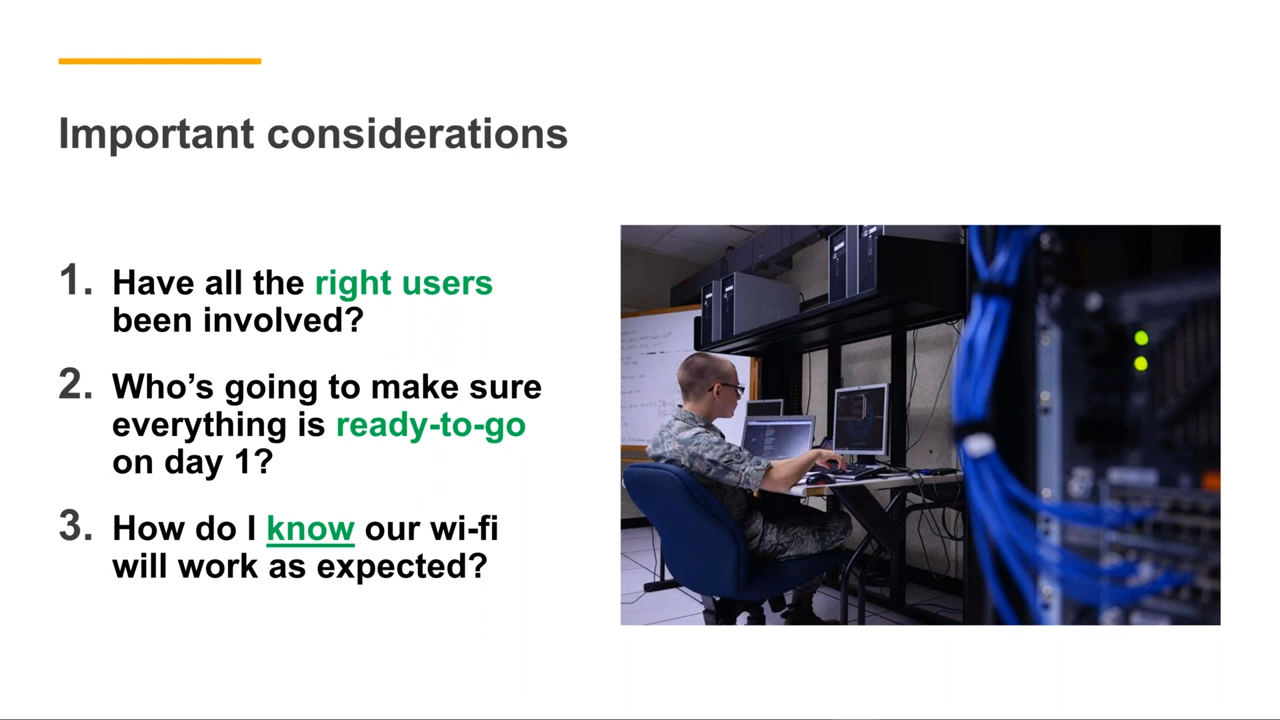 Important considerations
1. Have all the right users
been involved?
2. Who's going to make sure
everything is ready-to-go
on day 1?
3. How do I know our wi-fi
will work as expected?